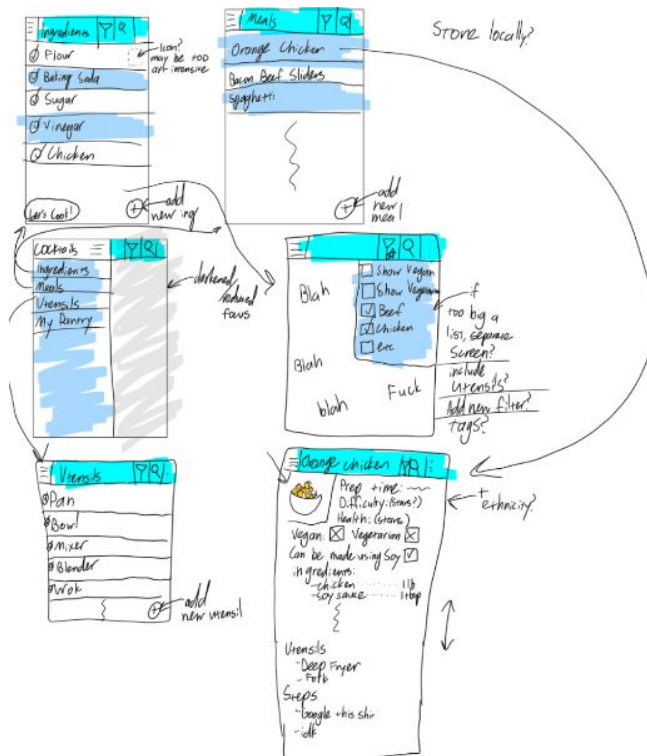 Ingredients
Flour
Icon?
may be too
art intensive
Baking Soda
Sugar
Vinegar
Chicken
Let's Cook!
add
new ing
Meals
Orange Chicken
Bacon Beef Sliders
Spaghetti
add
new
meal
Store locally?
Cocktails
Ingredients
Meals
Utensils
My Pantry
darkened/
reduced
focus
Show Vegan
Show Vegetarian
Beef
Chicken
etc
Blah
Blah
blah
Fuck
if
too big a
list, separate
screen?
include
utensils?
Add new filter?
tags?
Utensils
Pan
Bowl
Mixer
Blender
Wok
add
new utensil
Orange chicken
Prep time:
Difficulty: (stars?)
Health: (stars)
Vegan: Vegetarian
Can be made using Soy
ingredients:
- chicken 1 lb
- soy sauce 1 tbsp
Utensils
- Deep Fryer
- Fork
Steps
- Google this shit
- idk
+
ethnicity?